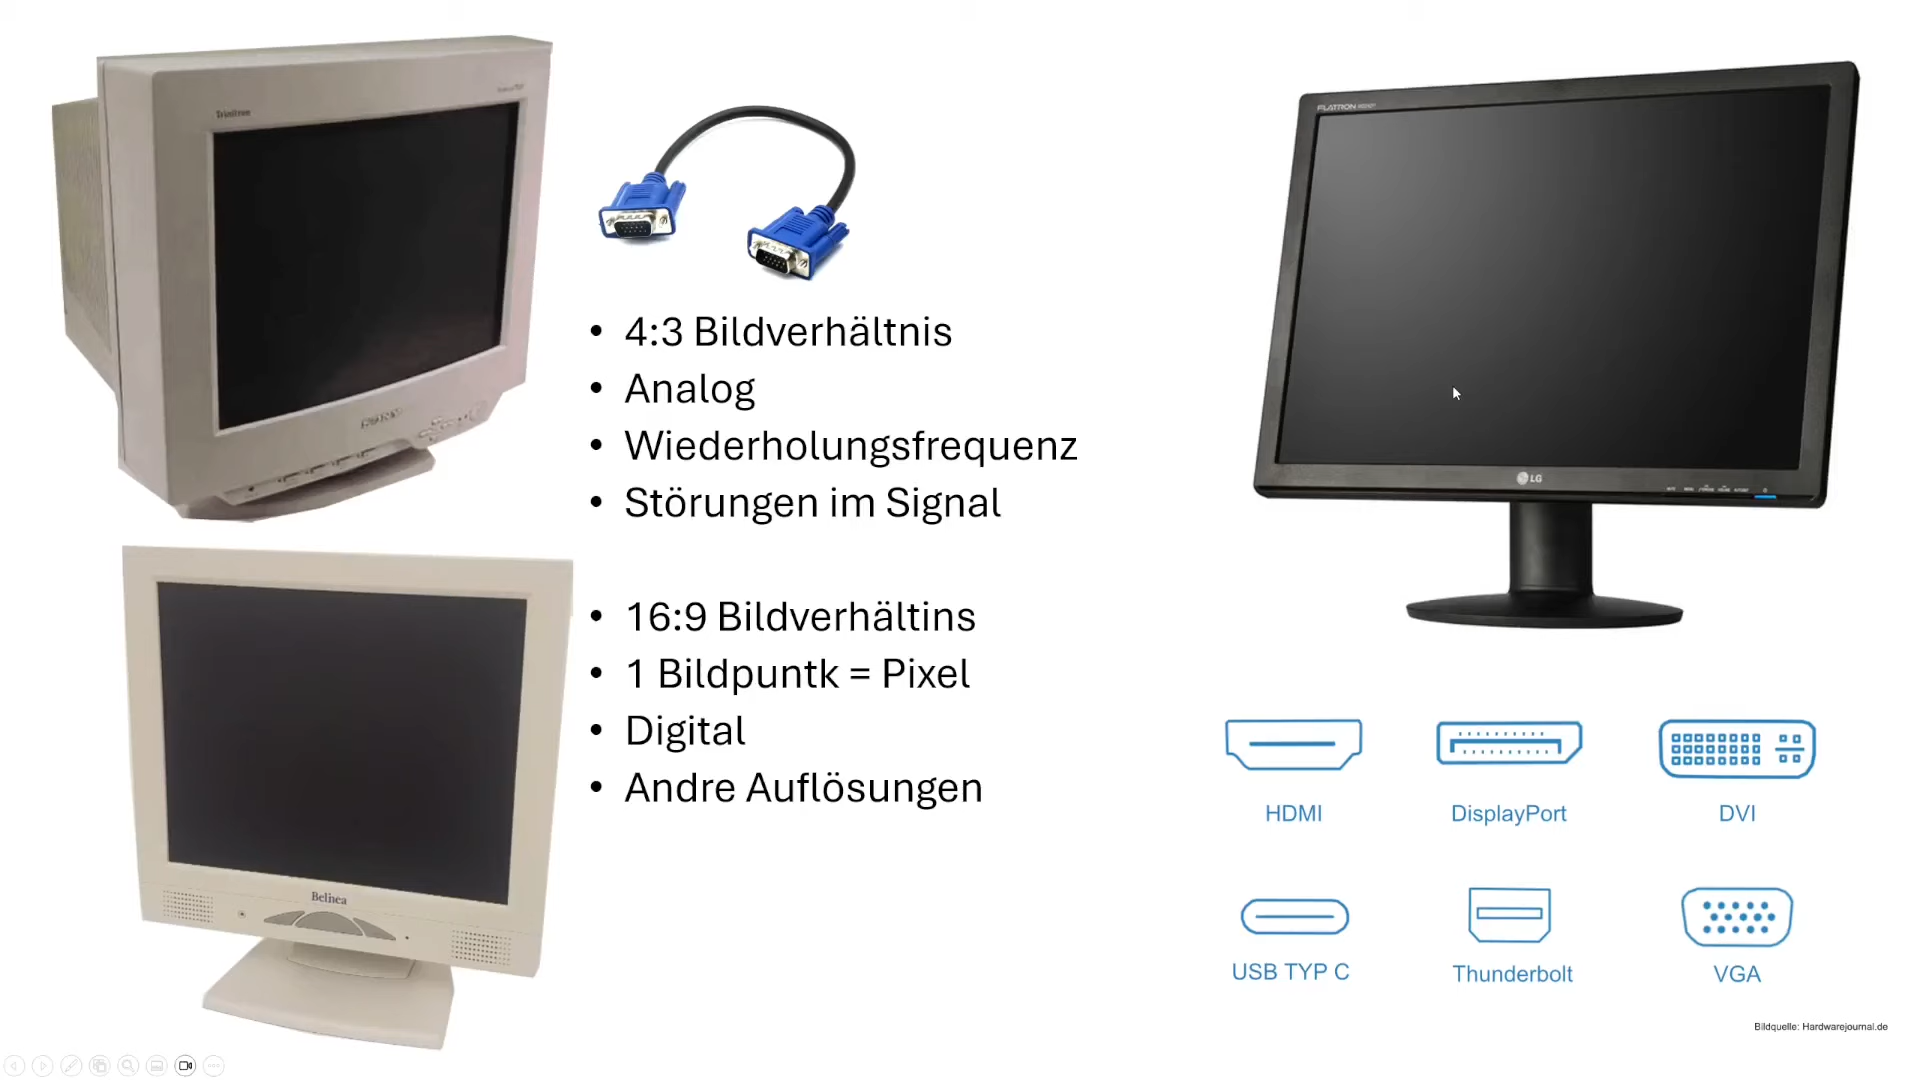 Trinitron
SONY
• 4:3 Bildverhältnis
• Analog
• Wiederholungsfrequenz
• Störungen im Signal
• 16:9 Bildverhältins
• 1 Bildpuntk = Pixel
• Digital
• Andre Auflösungen
Belinea
FLATRON
LG
HDMI
DisplayPort
DVI
USB TYP C
Thunderbolt
VGA
Bildquelle: Hardwarejournal.de